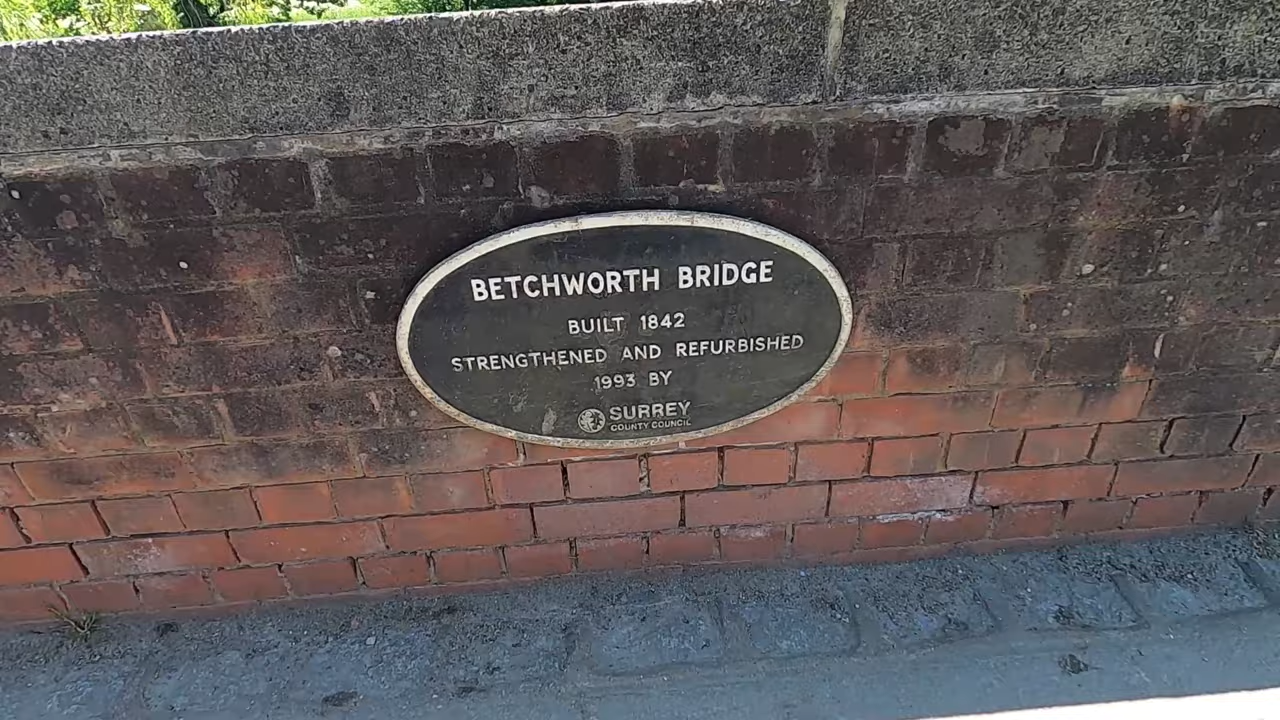 BETCHWORTH BRIDGE
BUILT 1842
STRENGTHENED AND REFURBISHED
1993 BY
SURREY
COUNTY COUNCIL